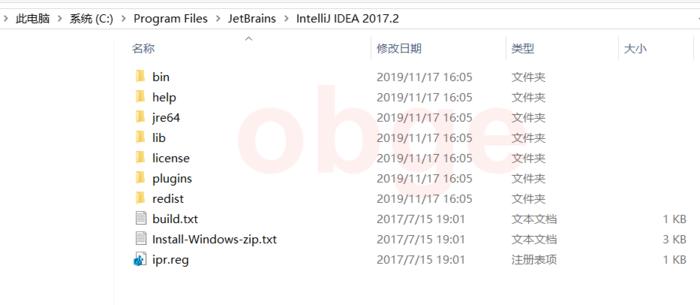 此电脑 > 系统 (C:) > Program Files > JetBrains > IntelliJ IDEA 2017.2
名称 修改日期 类型 大小
bin 2019/11/17 16:05 文件夹
help 2019/11/17 16:05 文件夹
jre64 2019/11/17 16:05 文件夹
lib 2019/11/17 16:05 文件夹
license 2019/11/17 16:05 文件夹
plugins 2019/11/17 16:05 文件夹
redist 2019/11/17 16:05 文件夹
build.txt 2017/7/15 19:01 文本文档 1 KB
Install-Windows-zip.txt 2017/7/15 19:01 文本文档 3 KB
ipr.reg 2017/7/15 19:01 注册表项 1 KB
obge